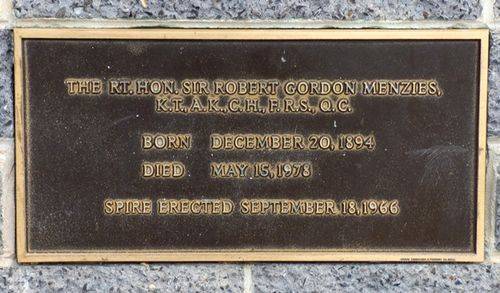 THE RT. HON. SIR ROBERT GORDON MENZIES,
K.T., A.K., C.H., F.R.S., Q.C.
BORN DECEMBER 20, 1894
DIED MAY 15, 1978
SPIRE ERECTED SEPTEMBER 18, 1966